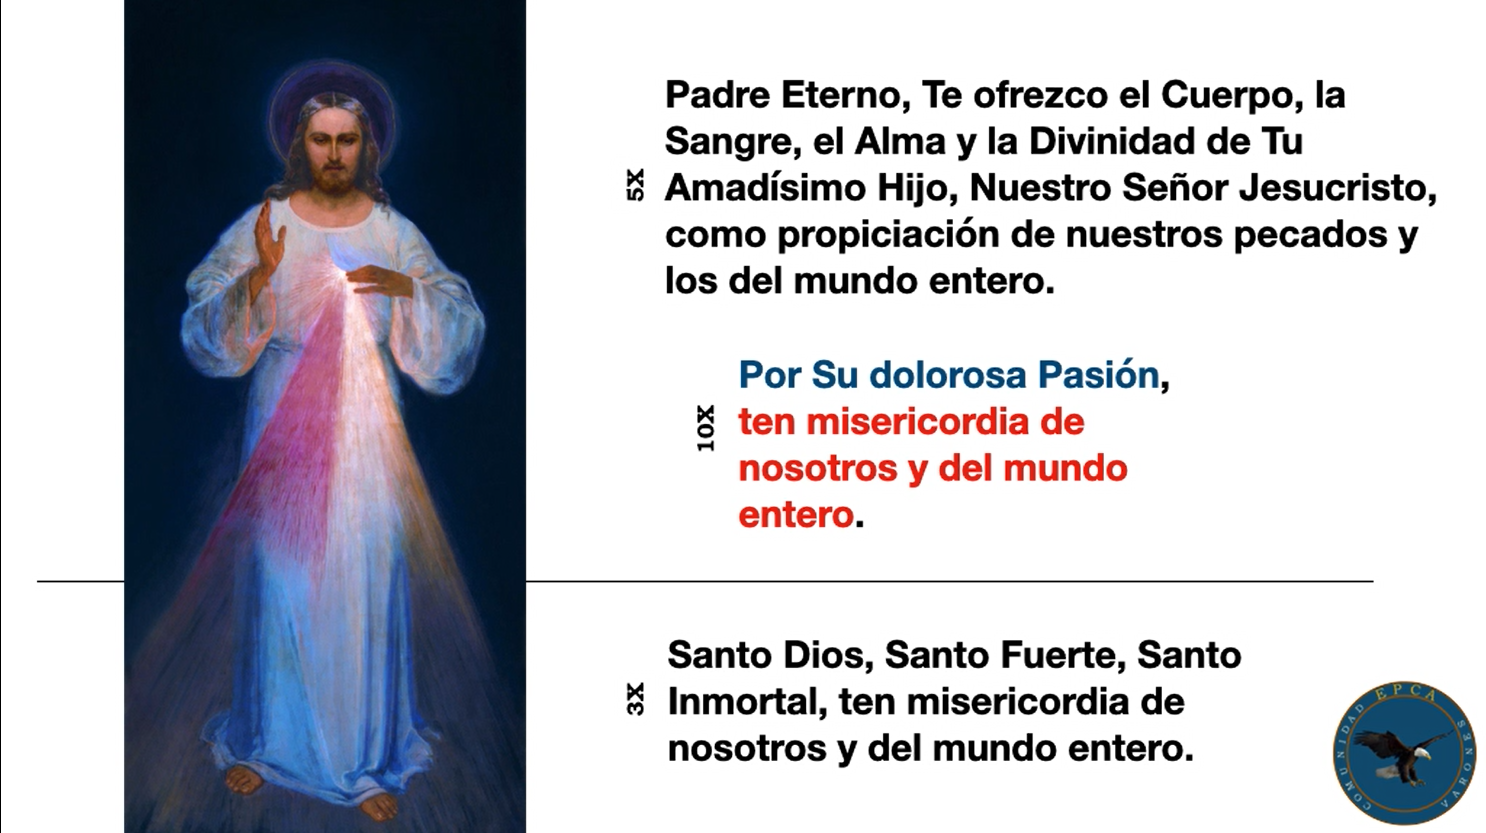 Padre Eterno, Te ofrezco el Cuerpo, la
Sangre, el Alma y la Divinidad de Tu
5X
Amadísimo Hijo, Nuestro Señor Jesucristo,
como propiciación de nuestros pecados y
los del mundo entero.
Por Su dolorosa Pasión,
10X
ten misericordia de
nosotros y del mundo
entero.
Santo Dios, Santo Fuerte, Santo
3X
Inmortal, ten misericordia de
nosotros y del mundo entero.
COMUNIDAD EPCA SEÑORVA